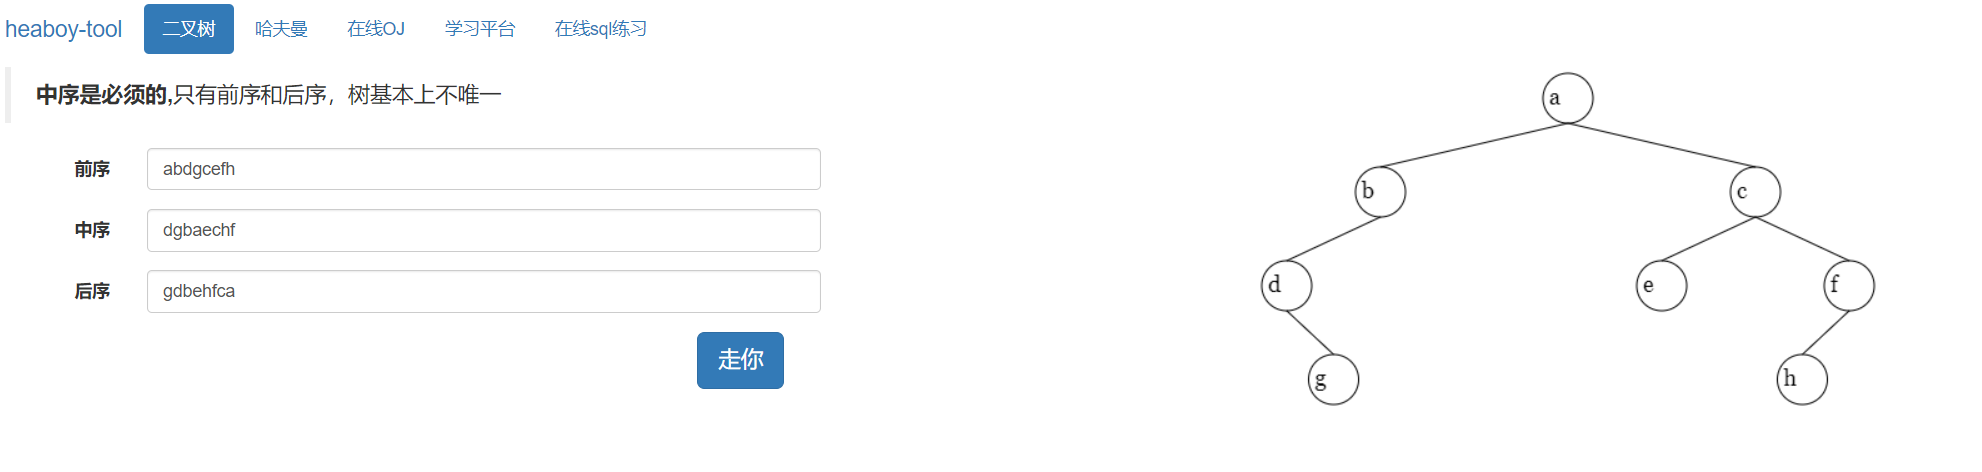 heaboy-tool 二叉树 哈夫曼 在线OJ 学习平台 在线sql练习
中序是必须的,只有前序和后序，树基本上不唯一
前序 abdgcefh
中序 dgbaechf
后序 gdbehfca
走你
a
b c
d e f
g h